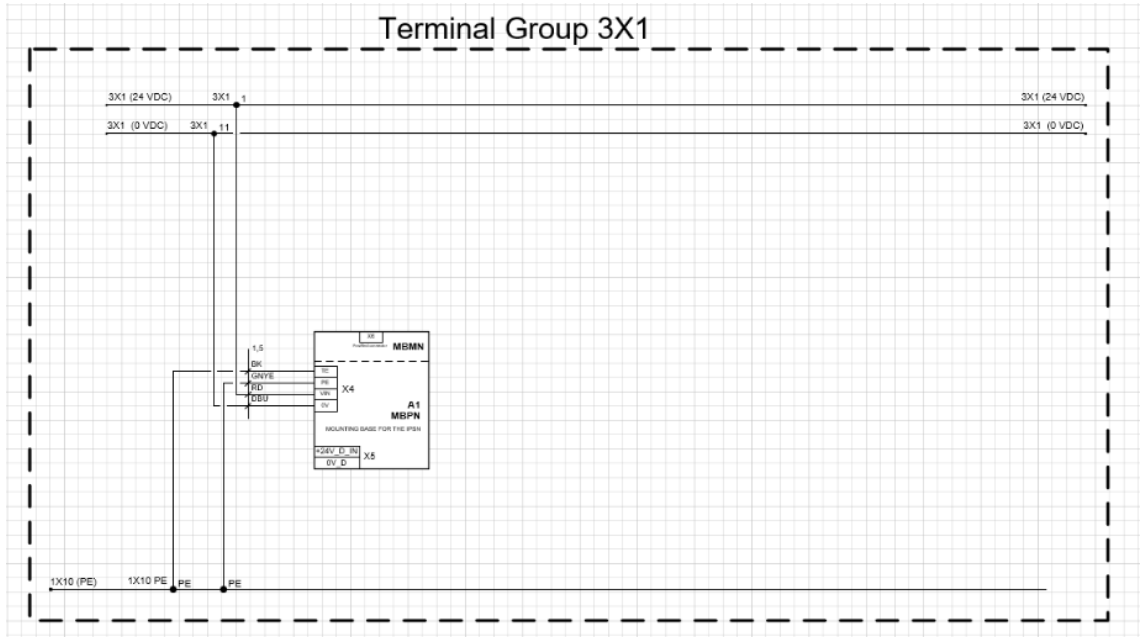 Terminal Group 3X1
3X1 (24 VDC)
3X1
1
3X1 (24 VDC)
3X1 (0 VDC)
3X1
11
3X1 (0 VDC)
X6
MBMN
1,5
BK
GNYE
RD
DBU
TE
PE
VIN
0V
X4
A1
MBPN
MOUNTING BASE FOR THE IPSN
+24V_D_IN
0V_D
X5
1X10 (PE)
1X10 PE
PE
PE